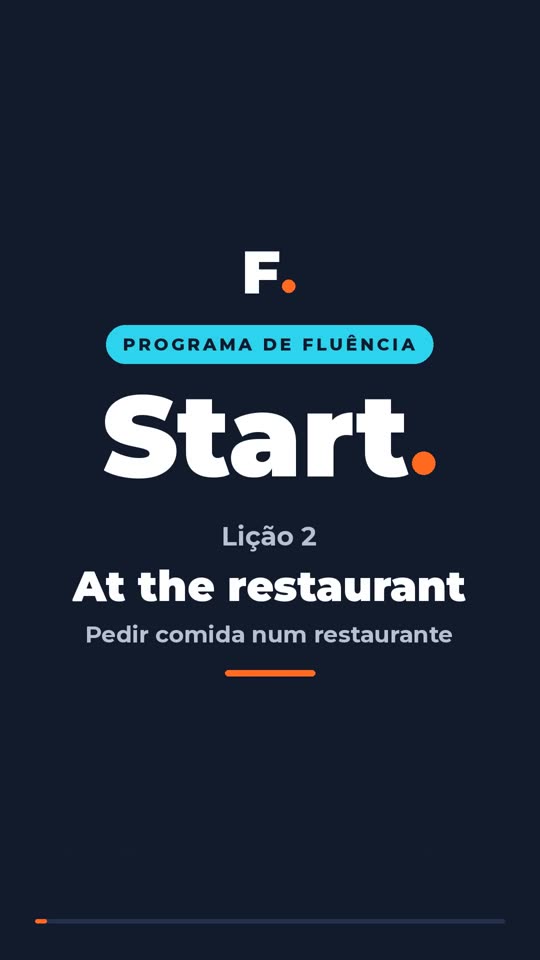 F.
PROGRAMA DE FLUÊNCIA
Start.
Lição 2
At the restaurant
Pedir comida num restaurante